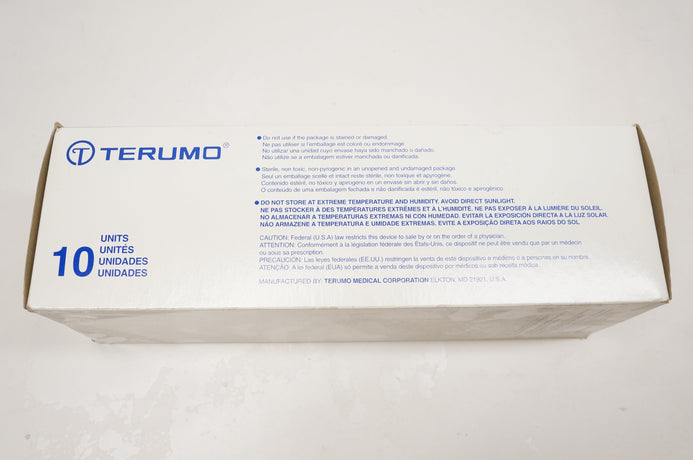 TERUMO®
10
UNITS
UNITÉS
UNIDADES
UNIDADES
● Do not use if the package is stained or damaged.
Ne pas utiliser si l'emballage est coloré ou endommagé.
No utilizar una unidad cuyo envase haya sido manchado o dañado.
Não utilize se a embalagem estiver manchada ou danificada.
● Sterile, non toxic, non-pyrogenic in an unopened and undamaged package.
Seul un emballage scellé et intact reste stérile, non toxique et apyrogène.
Contenido estéril, no tóxico y aprógeno en un envase sin abrir y sin daños.
O conteúdo de uma embalagem fechada e não danificada é estéril, não tóxico e apirogênico.
● DO NOT STORE AT EXTREME TEMPERATURE AND HUMIDITY, AVOID DIRECT SUNLIGHT.
NE PAS STOCKER À DES TEMPÉRATURES EXTRÊMES ET À L'HUMIDITÉ. NE PAS EXPOSER À LA LUMIÈRE DU SOLEIL.
NO ALMACENAR A TEMPERATURAS EXTREMAS NI CON HUMEDAD. EVITAR LA EXPOSICIÓN DIRECTA A LA LUZ SOLAR.
NÃO ARMAZENE A TEMPERATURA E UMIDADE EXTREMAS. EVITE A EXPOSIÇÃO DIRETA AOS RAIOS DO SOL.
CAUTION: Federal (U.S.A) law restricts this device to sale by or on the order of a physician.
ATTENTION: Conformément à la législation fédérale des États-Unis, ce dispositif ne peut être vendu que par un médecin
ou sous sa prescription.
PRECAUCIÓN: Las leyes federales (EE.UU.) restringen la venta de este dispositivo a médicos o a personas en su nombre.
ATENÇÃO: A lei federal (EUA) só permite a venda deste dispositivo por médicos ou sob receita médica.
MANUFACTURED BY: TERUMO MEDICAL CORPORATION ELKTON, MD 21921, U.S.A.